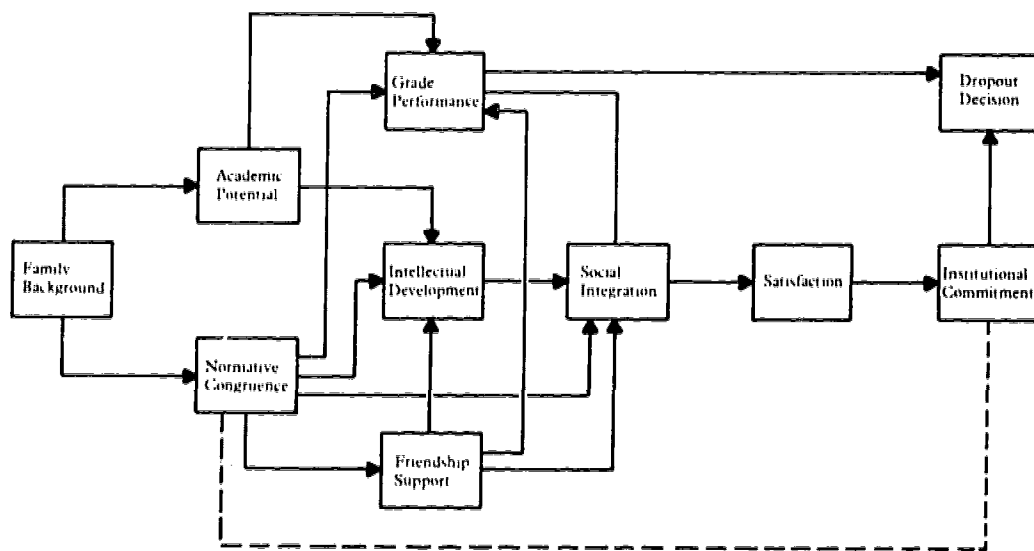 Grade
Performance
Dropout
Decision
Academic
Potential
Family
Background
Intellectual
Development
Social
Integration
Satisfaction
Institutional
Commitment
Normative
Congruence
Friendship
Support